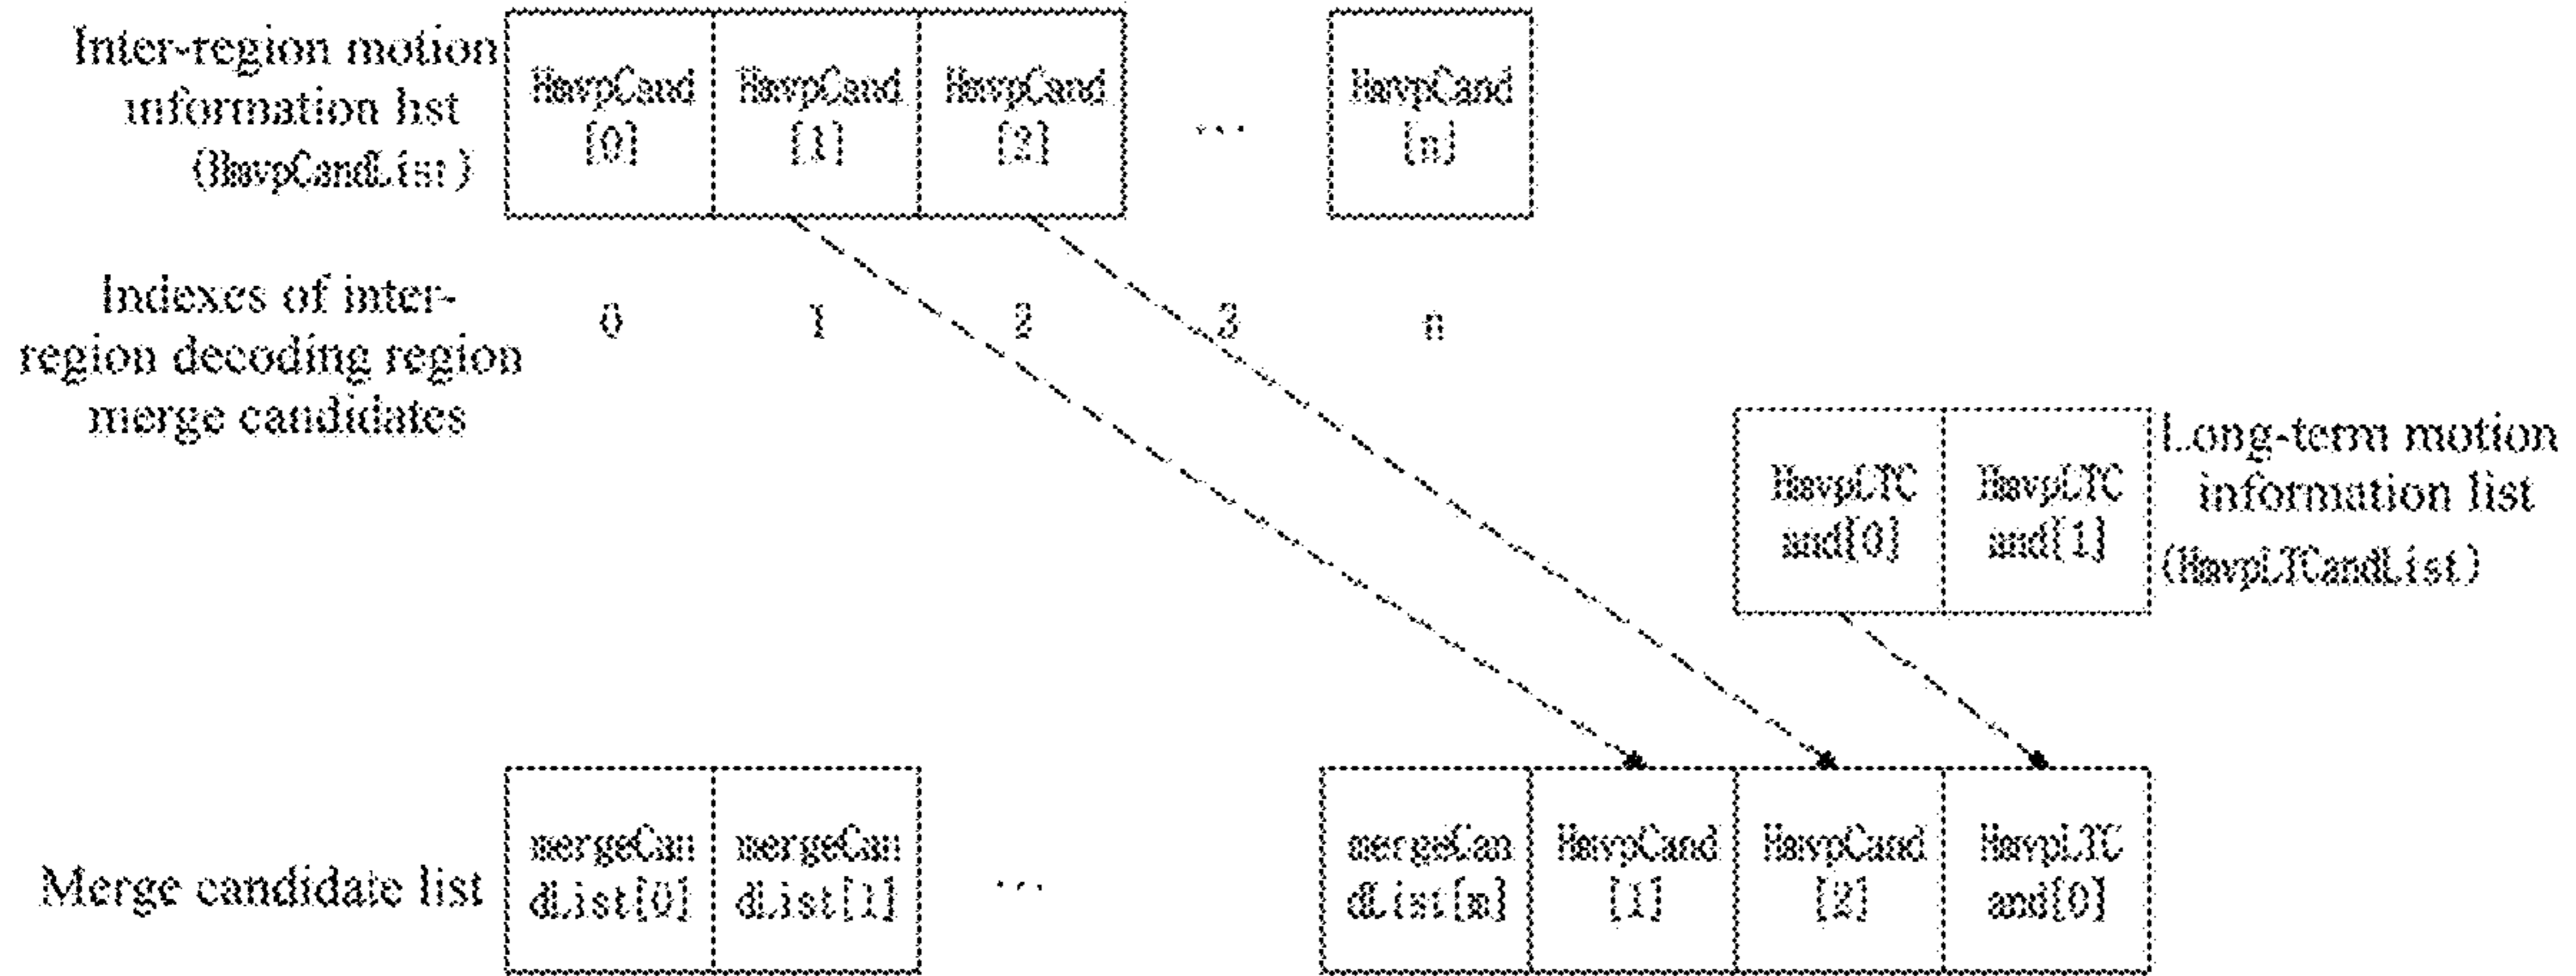 Inter-region motion
information list
(HmvpCandList)
HmvpCand
[0]
HmvpCand
[1]
HmvpCand
[2]
...
HmvpCand
[n]
Indexes of inter-
region decoding region
merge candidates
0
1
2
3
n
HmvpLTC
and[0]
HmvpLTC
and[1]
Long-term motion
information list
(HmvpLTCandList)
Merge candidate list
mergeCan
dList[0]
mergeCan
dList[1]
...
mergeCan
dList[m]
HmvpCand
[1]
HmvpCand
[2]
HmvpLTC
and[0]